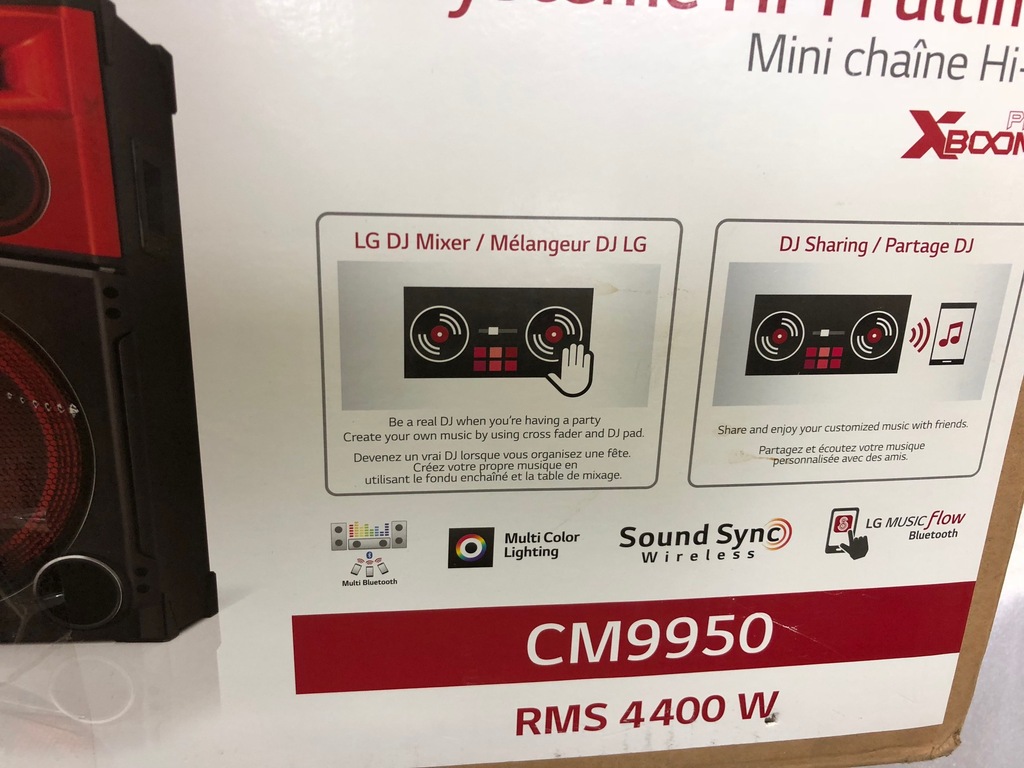 Mini chaîne Hi-
XBOOM
LG DJ Mixer / Mélangeur DJ LG
DJ Sharing / Partage DJ
Be a real DJ when you're having a party
Create your own music by using cross fader and DJ pad.
Devenez un vrai DJ lorsque vous organisez une fête.
Créez votre propre musique en
utilisant le fondu enchaîné et la table de mixage.
Share and enjoy your customized music with friends.
Partagez et écoutez votre musique
personnalisée avec des amis.
Multi Bluetooth
Multi Color
Lighting
Sound Sync
Wireless
LG MUSIC flow
Bluetooth
CM9950
RMS 4400 W